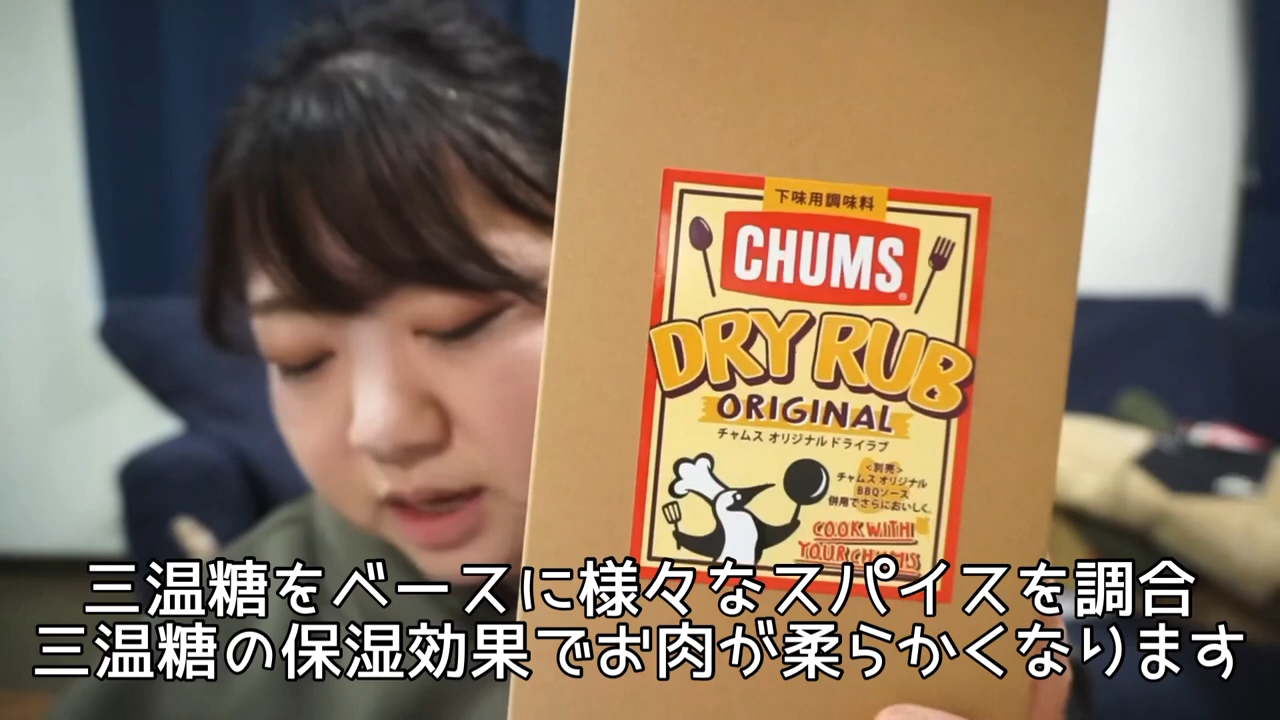 下味用調味料
CHUMS®
DRY RUB
ORIGINAL
チャムス オリジナルドライラブ
<別売>
チャムス オリジナル
BBQソース
併用でさらにおいしく
COOK WITH
YOUR CHUMS
三温糖をベースに様々なスパイスを調合
三温糖の保湿効果でお肉が柔らかくなります